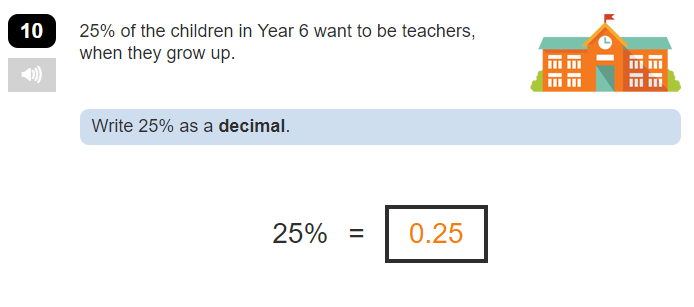 10
25% of the children in Year 6 want to be teachers,
when they grow up.
Write 25% as a decimal.
25% = 0.25